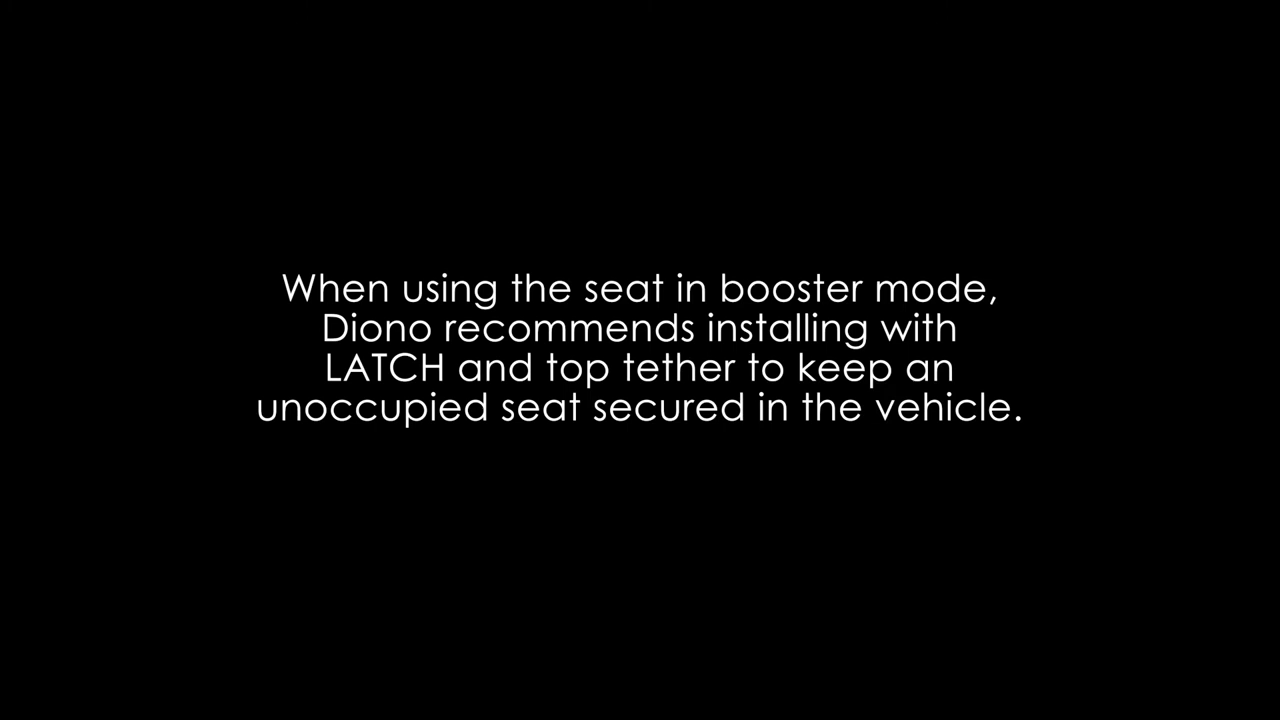 When using the seat in booster mode,
Diono recommends installing with
LATCH and top tether to keep an
unoccupied seat secured in the vehicle.